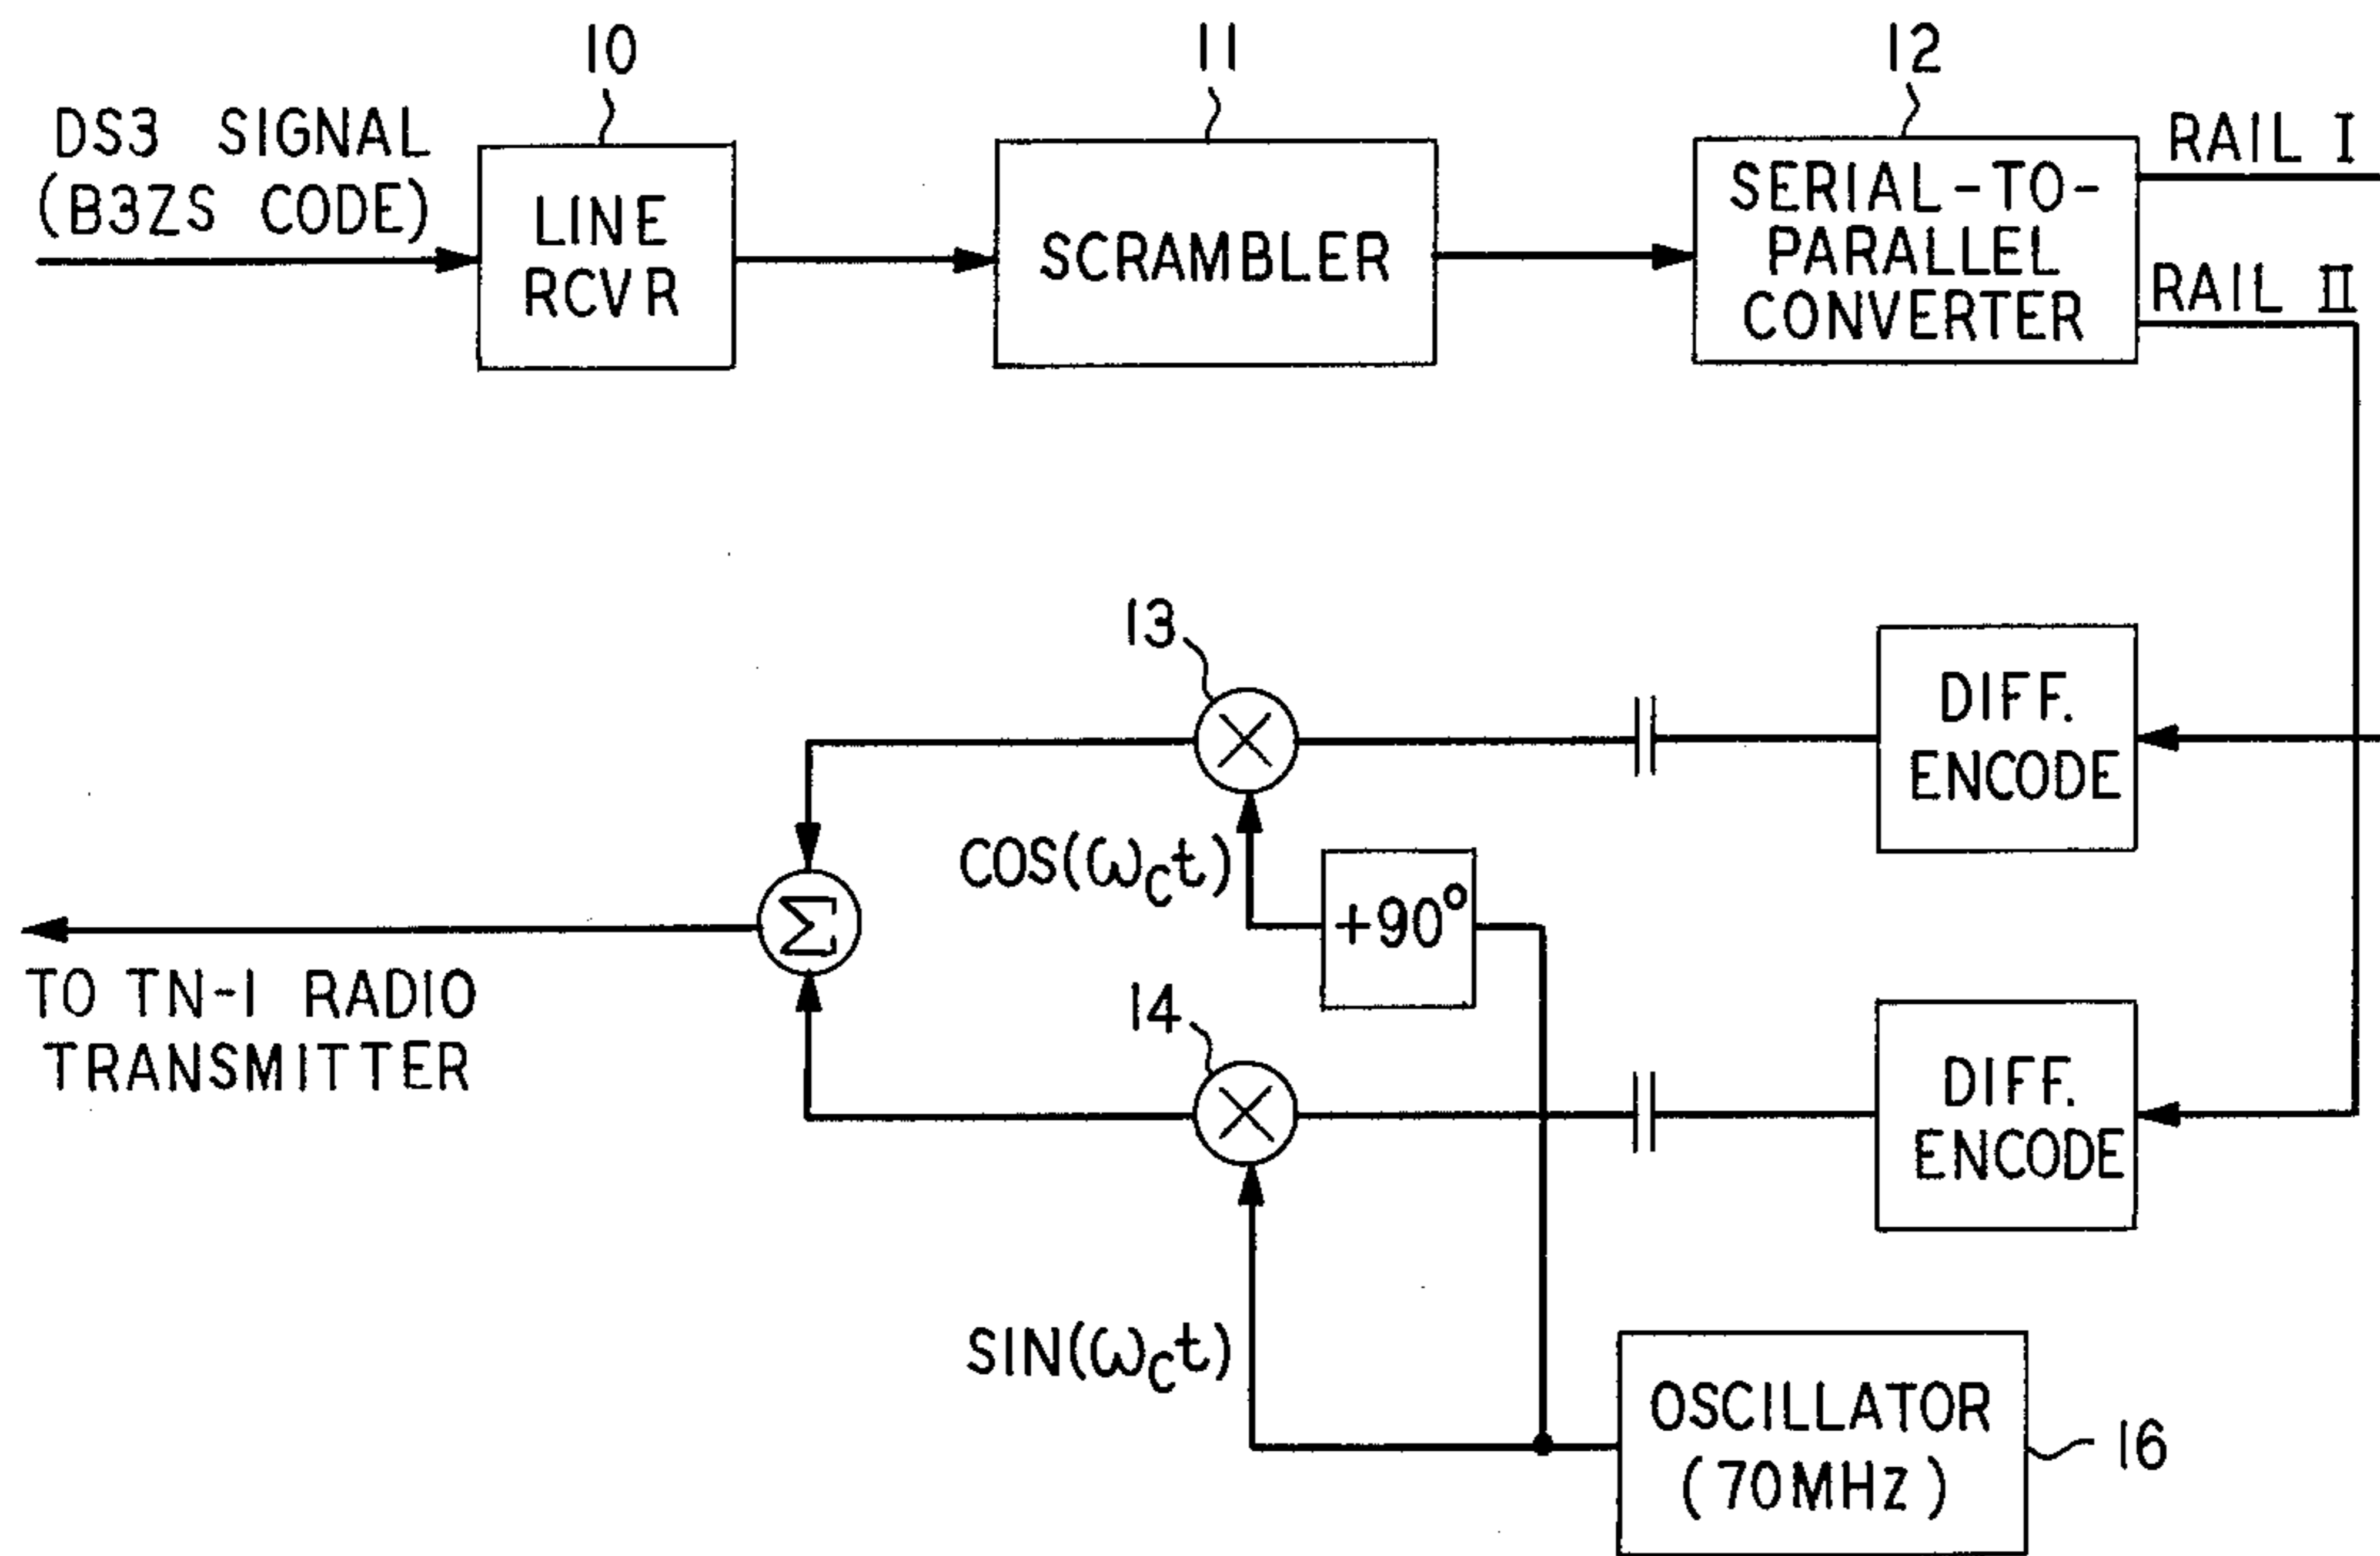 10
11
12
DS3 SIGNAL
(B3ZS CODE)
LINE
RCVR
SCRAMBLER
SERIAL-TO-
PARALLEL
CONVERTER
RAIL I
RAIL II
13
DIFF.
ENCODE
COS(ωct)
+90°
Σ
TO TN-1 RADIO
TRANSMITTER
14
DIFF.
ENCODE
SIN(ωct)
OSCILLATOR
(70MHz)
16